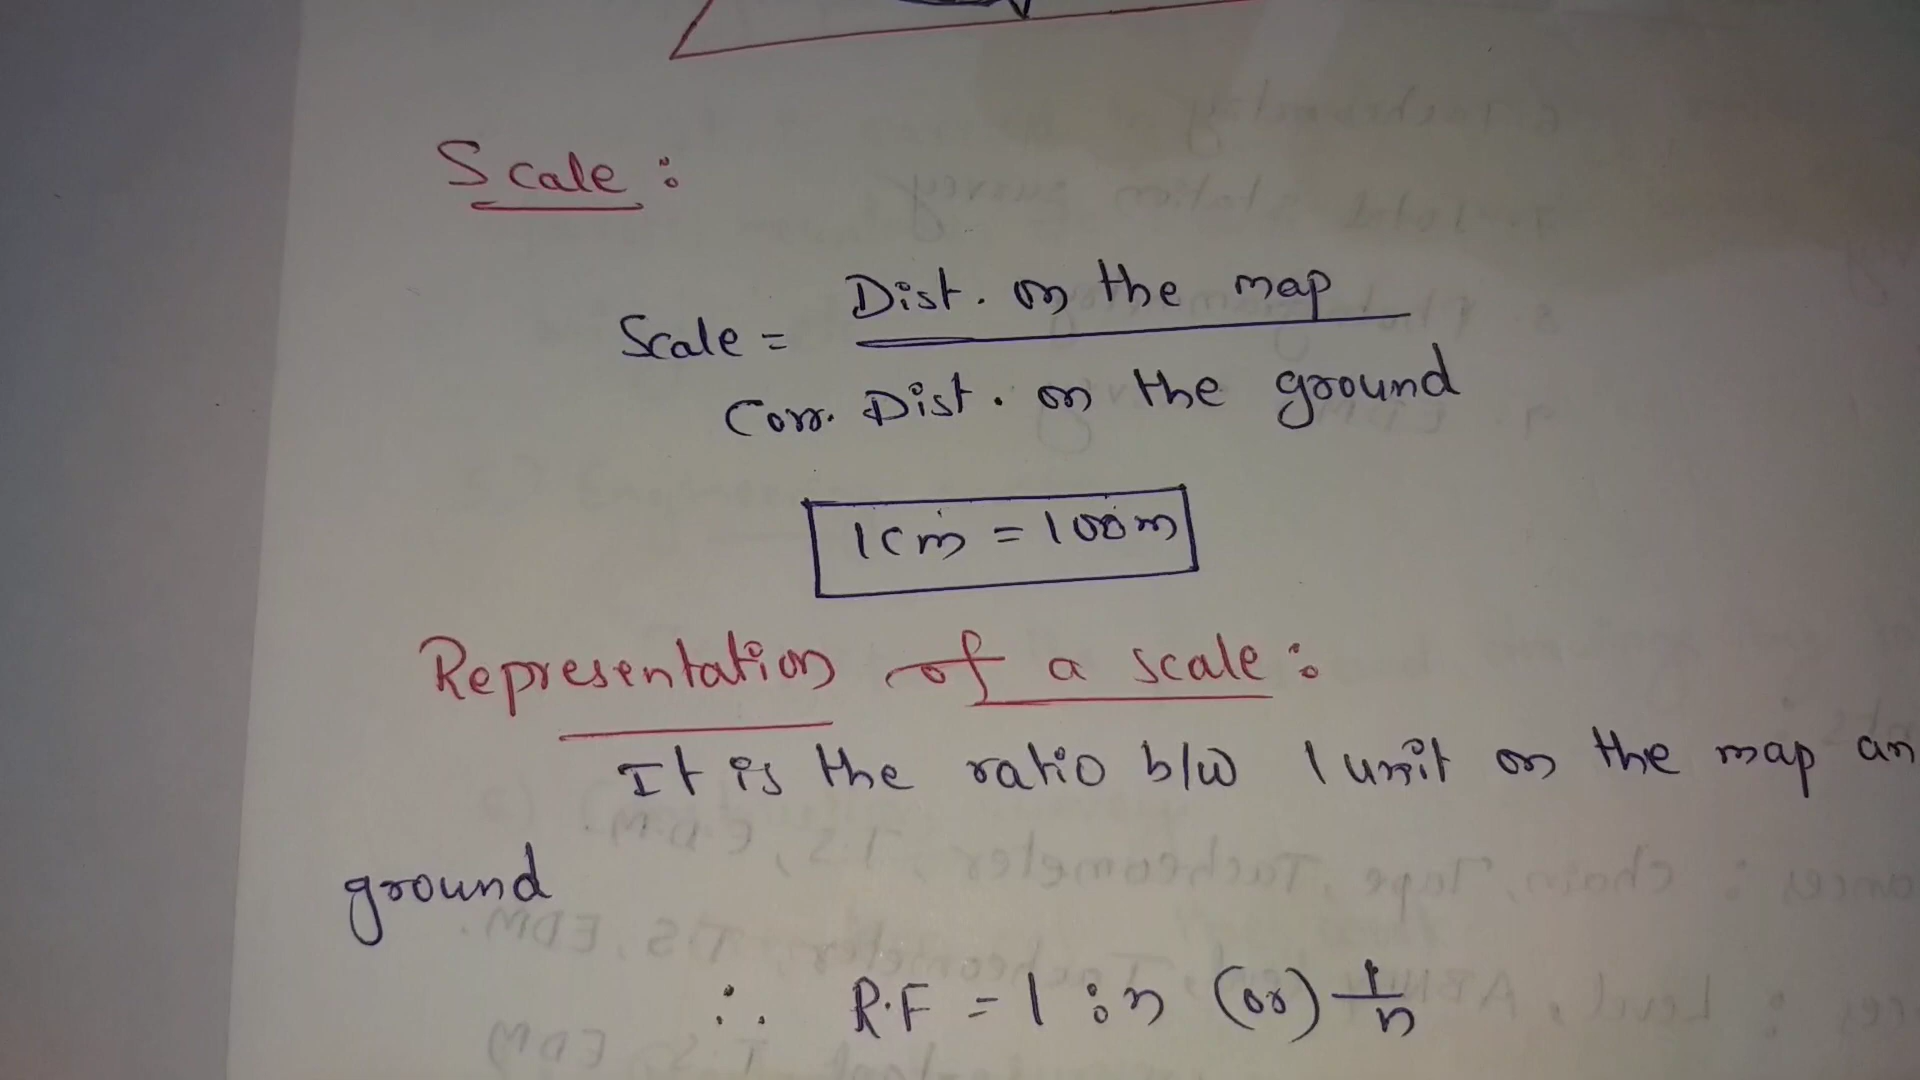 Scale :
Dist. on the map
Scale =
Corr. Dist. on the ground
1cm = 100m
Representation of a scale :
It is the ratio b/w 1 unit on the map an
ground
∴ R.F = 1 : n (or) 1/n